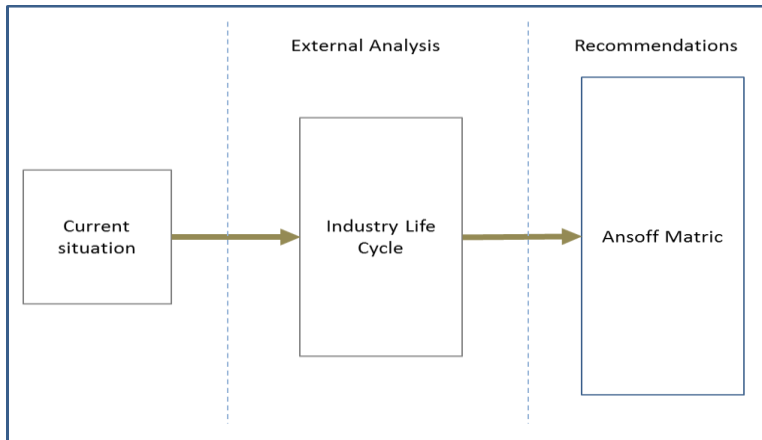 External Analysis
Recommendations
Current
situation
Industry Life
Cycle
Ansoff Matric